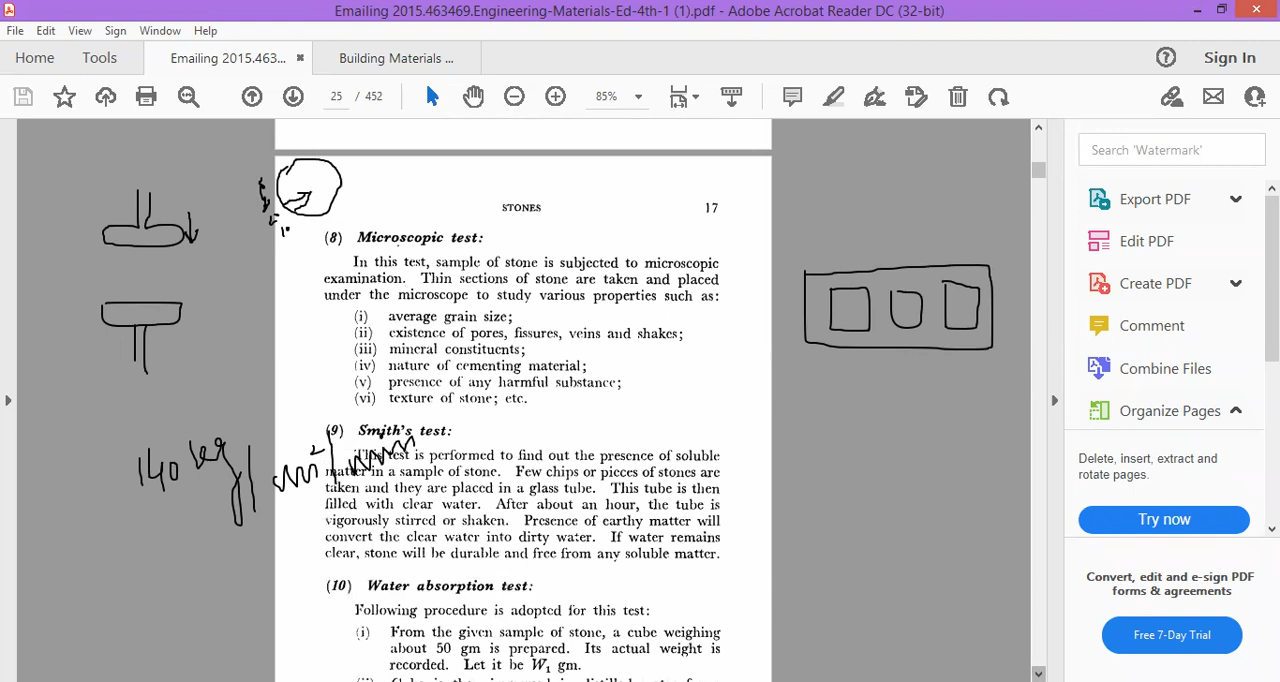 Emailing 2015.463469.Engineering-Materials-Ed-4th-1 (1).pdf - Adobe Acrobat Reader DC (32-bit)
File Edit View Sign Window Help
Home Tools Emailing 2015.463... × Building Materials ... ? Sign In
25 / 452 85%
STONES 17
(8) Microscopic test:
In this test, sample of stone is subjected to microscopic
examination. Thin sections of stone are taken and placed
under the microscope to study various properties such as:
(i) average grain size;
(ii) existence of pores, fissures, veins and shakes;
(iii) mineral constituents;
(iv) nature of cementing material;
(v) presence of any harmful substance;
(vi) texture of stone; etc.
(9) Smith's test:
140 kg/cm²/min
This test is performed to find out the presence of soluble
matter in a sample of stone. Few chips or pieces of stones are
taken and they are placed in a glass tube. This tube is then
filled with clear water. After about an hour, the tube is
vigorously stirred or shaken. Presence of earthy matter will
convert the clear water into dirty water. If water remains
clear, stone will be durable and free from any soluble matter.
(10) Water absorption test:
Following procedure is adopted for this test:
(i) From the given sample of stone, a cube weighing
about 50 gm is prepared. Its actual weight is
recorded. Let it be W₁ gm.
Search 'Watermark'
Export PDF
Edit PDF
Create PDF
Comment
Combine Files
Organize Pages
Delete, insert, extract and
rotate pages.
Try now
Convert, edit and e-sign PDF
forms & agreements
Free 7-Day Trial